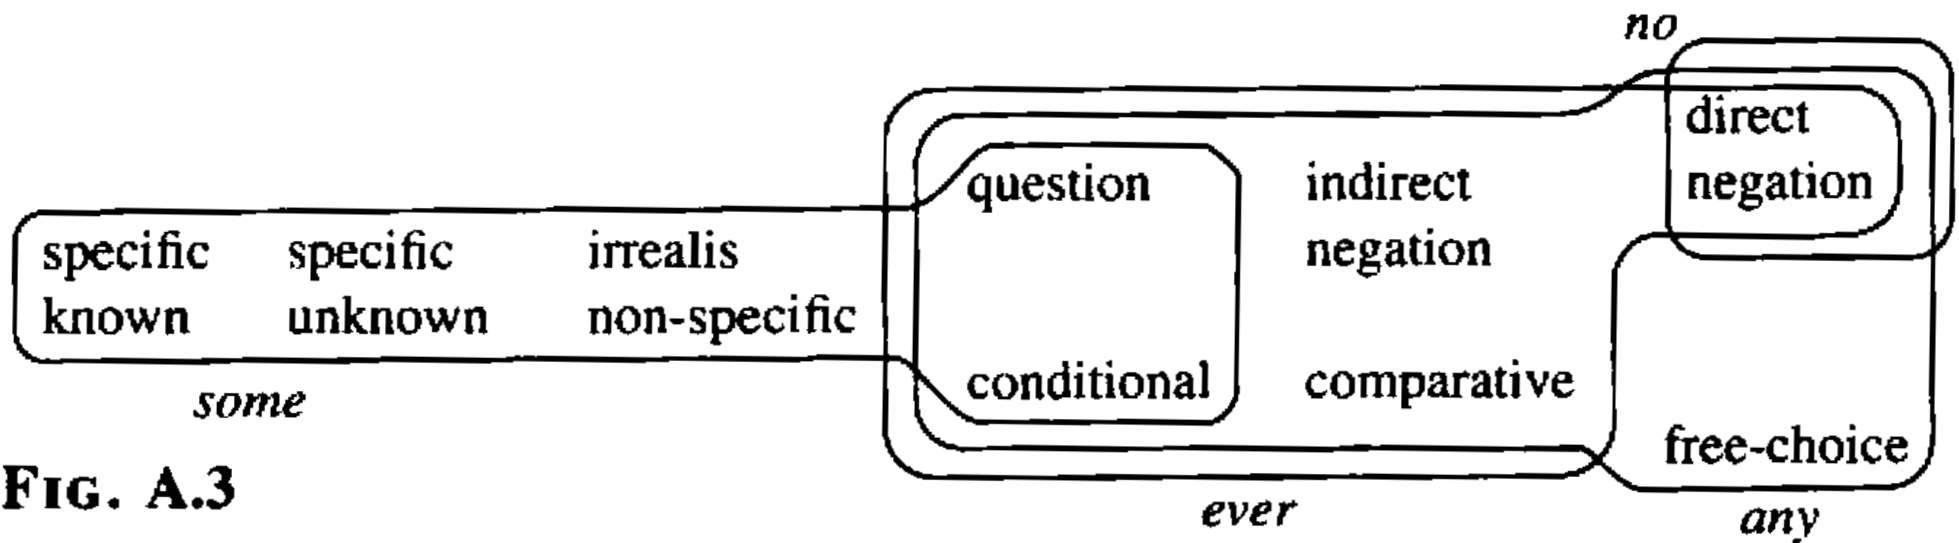 no
direct
question indirect negation
specific specific irrealis negation
known unknown non-specific
conditional comparative
some
free-choice
FIG. A.3
ever any